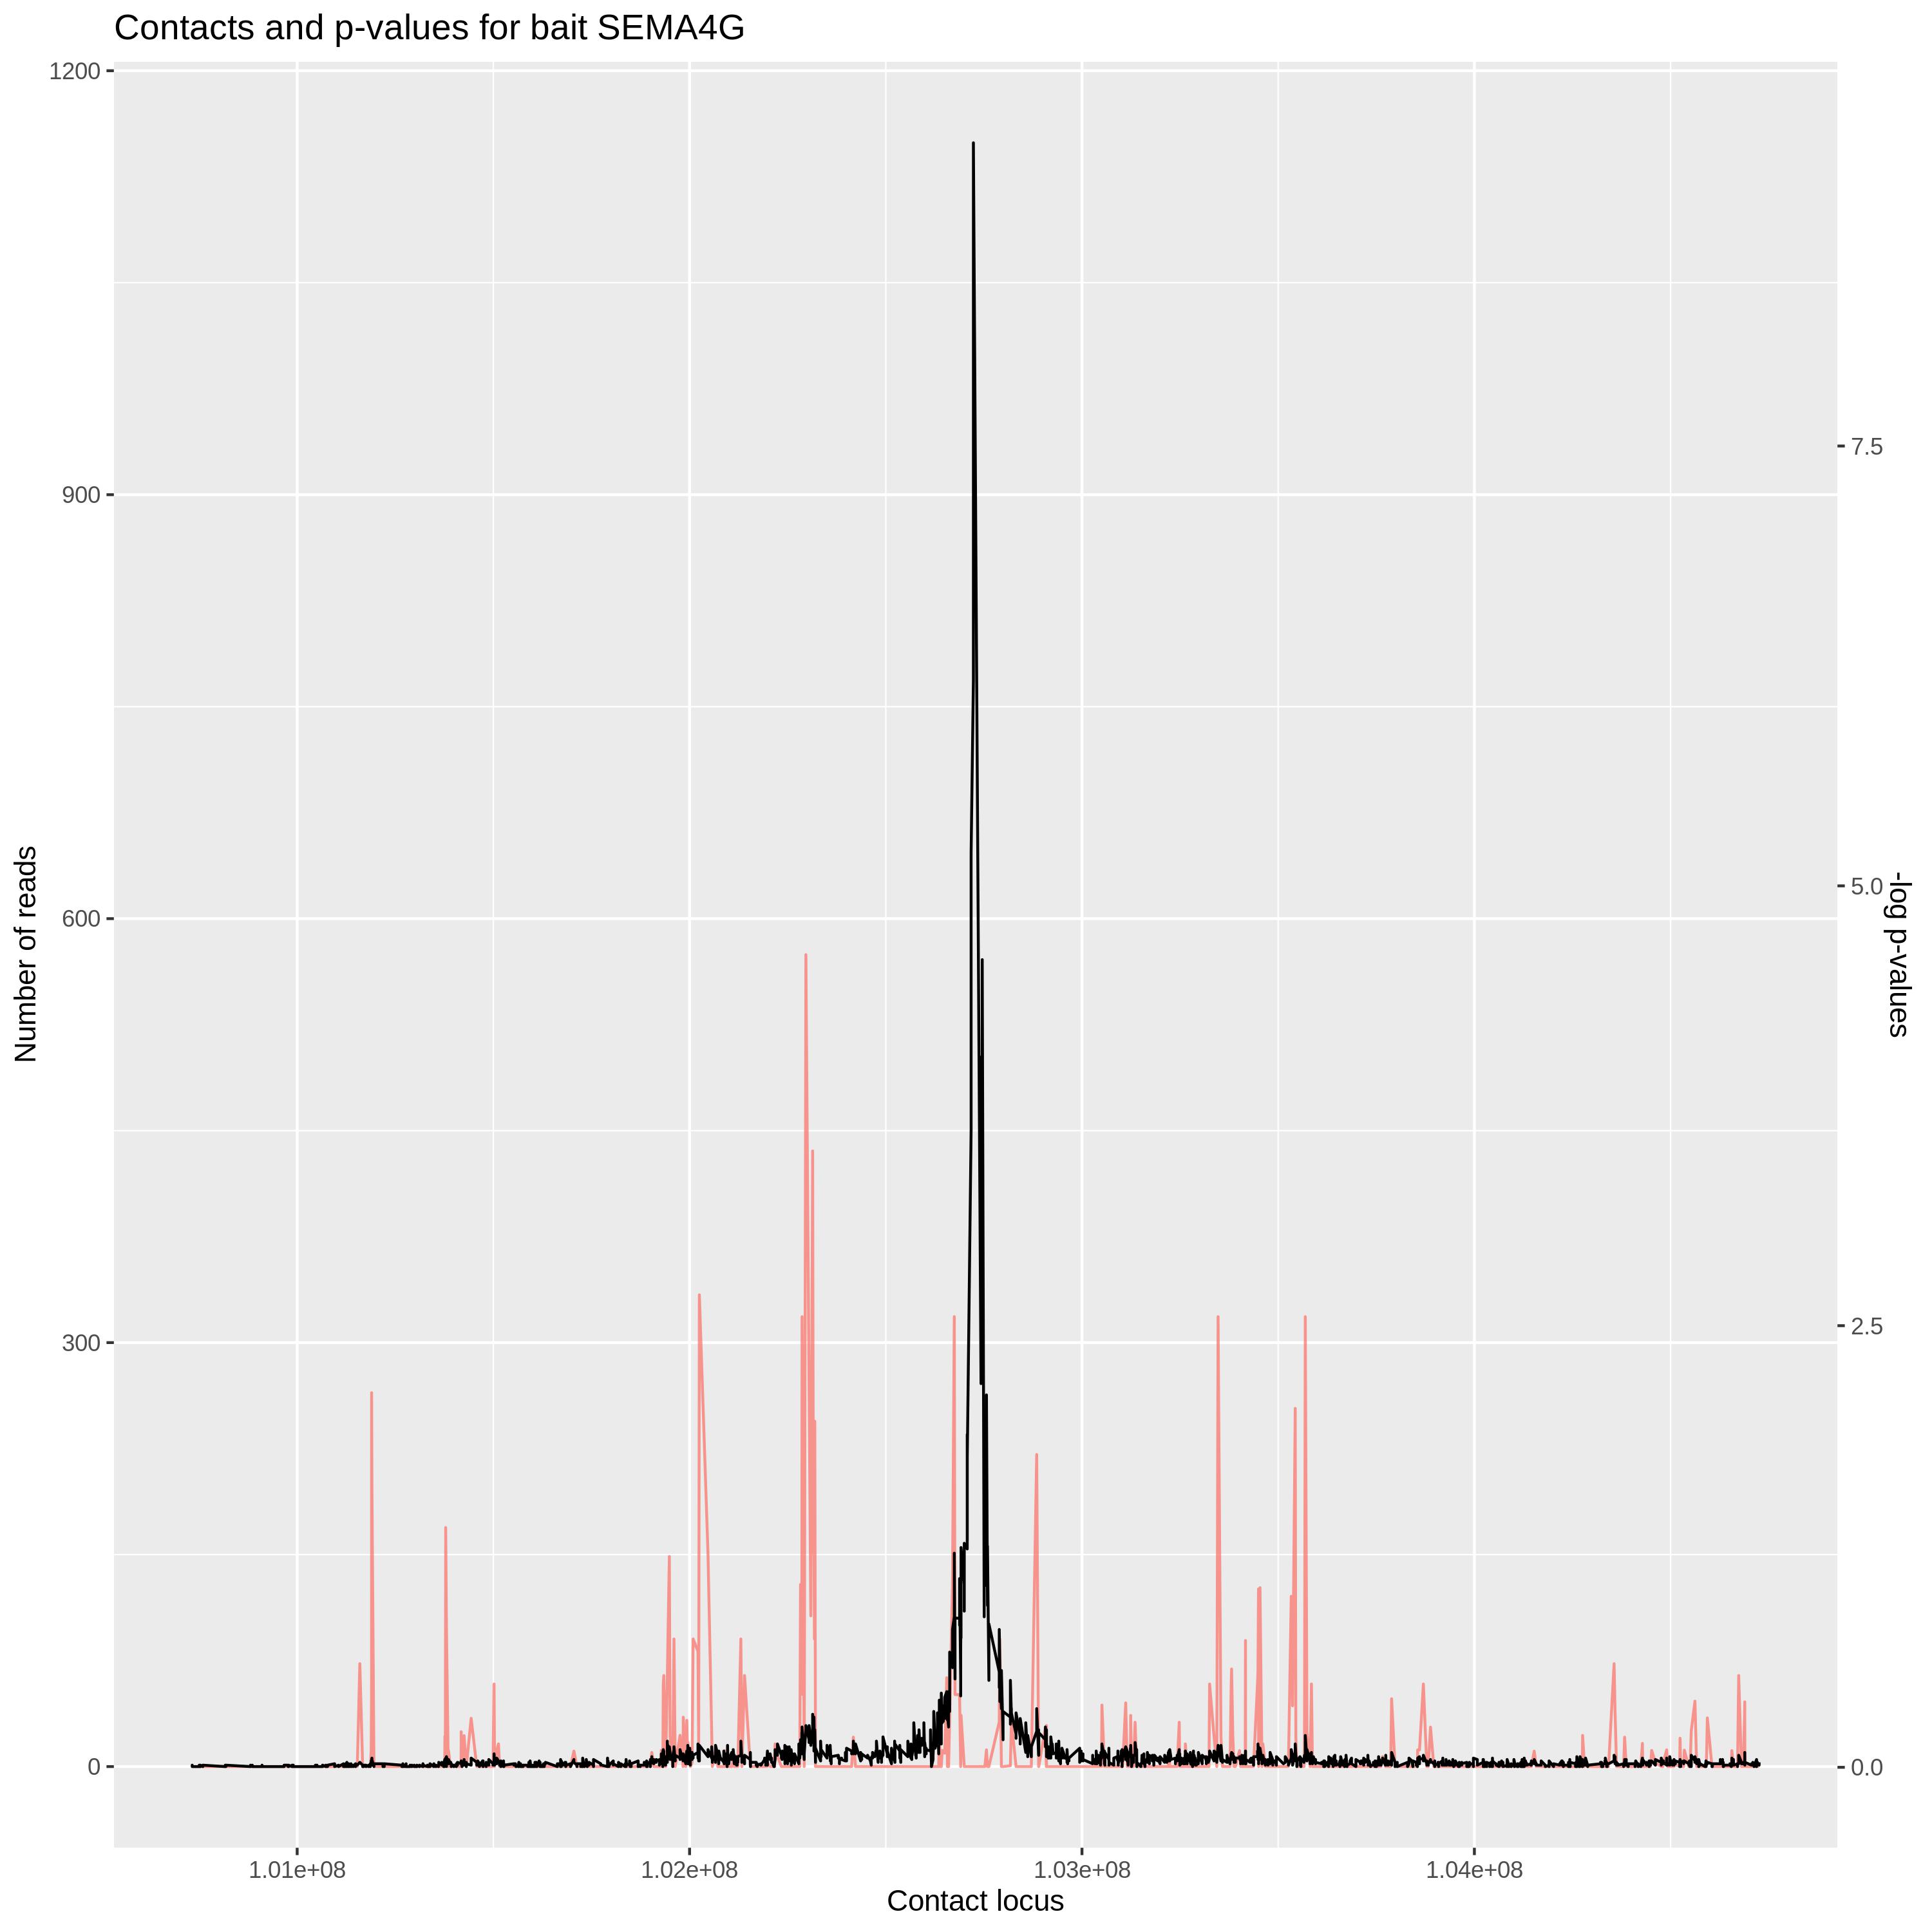 Contacts and p-values for bait SEMA4G
1200
900
600
300
0
Number of reads
7.5
5.0
2.5
0.0
-log p-values
1.01e+08
1.02e+08
1.03e+08
1.04e+08
Contact locus